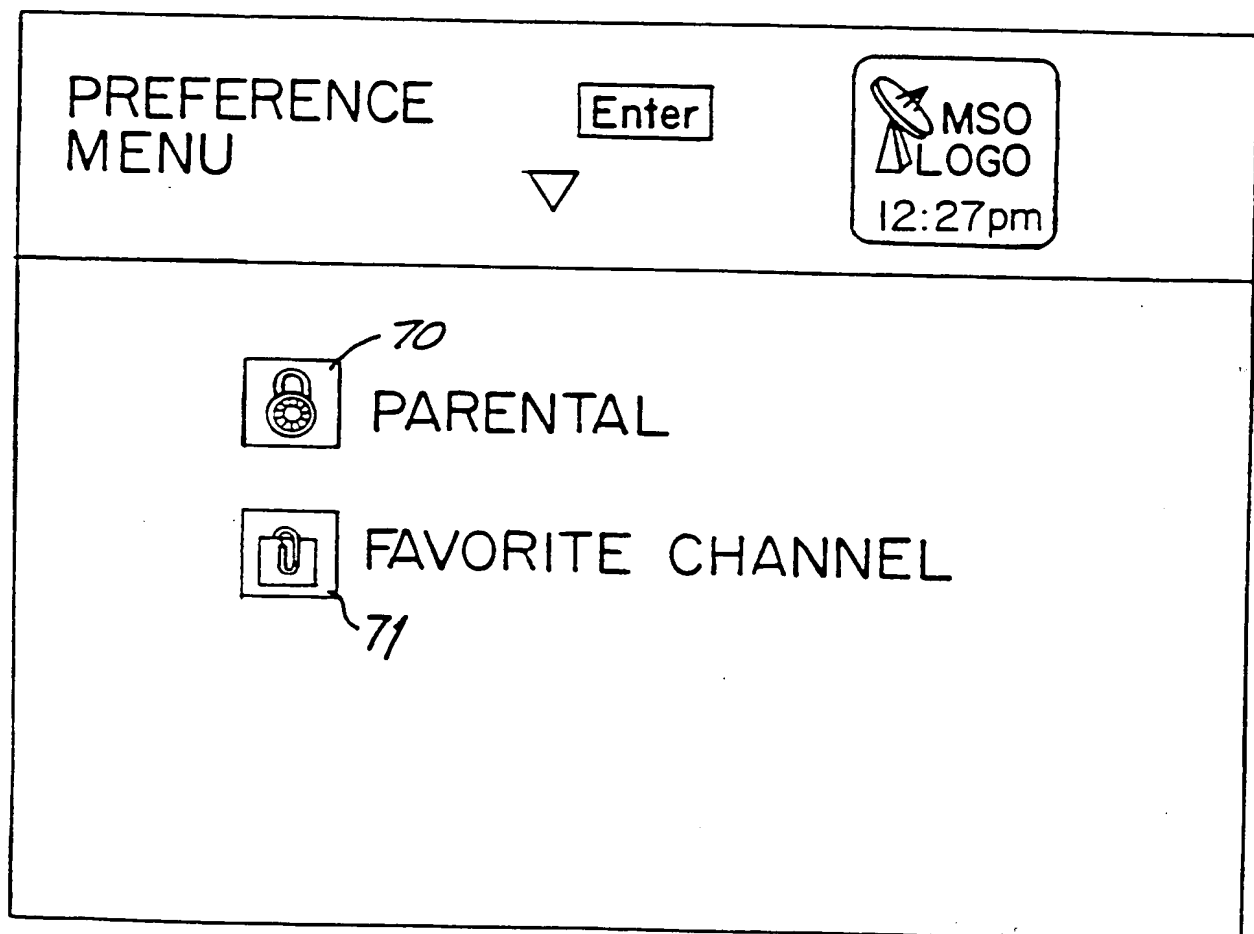 PREFERENCE
MENU
Enter
MSO
LOGO
12:27pm
70
PARENTAL
FAVORITE CHANNEL
71